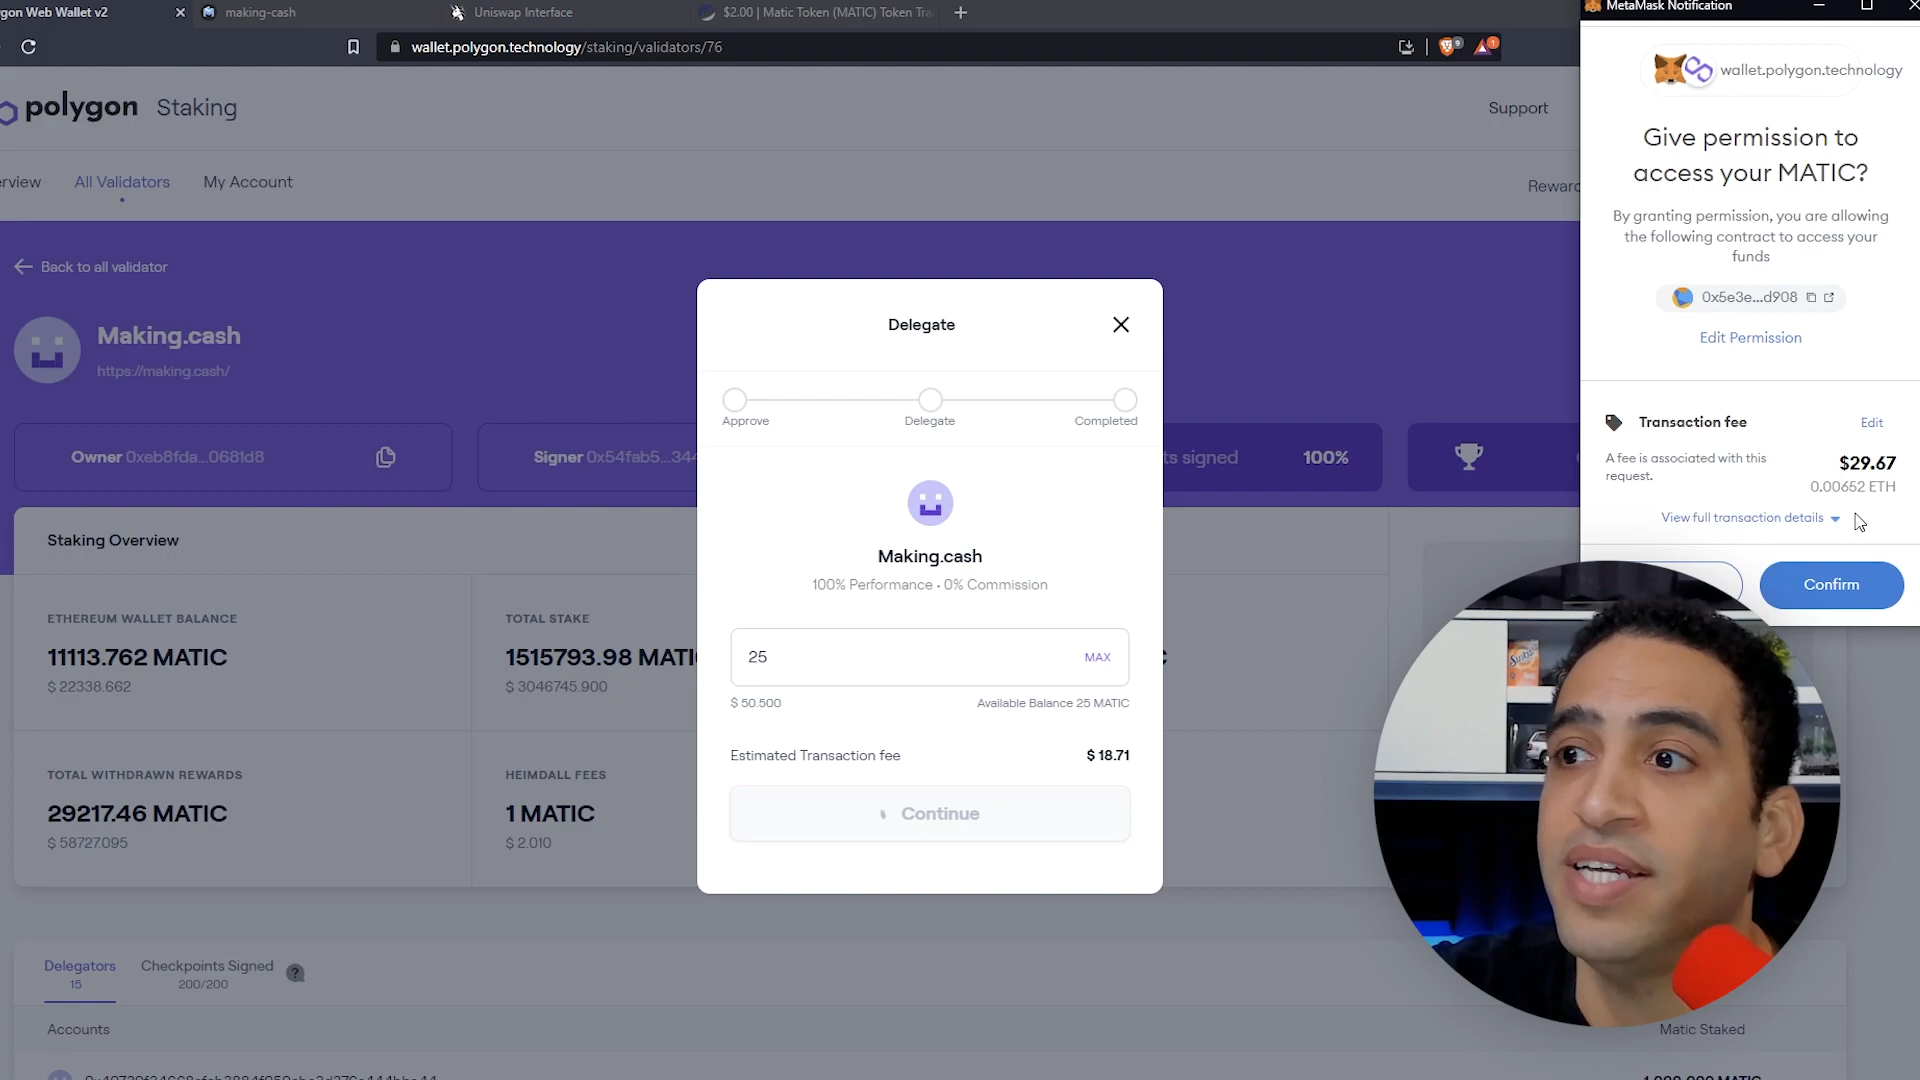 gon Web Wallet v2
making-cash
Uniswap Interface
$2.00 | Matic Token (MATIC) Token Tra
MetaMask Notification
wallet.polygon.technology/staking/validators/76
9
1
wallet.polygon.technology
polygon Staking
Support
Give permission to
access your MATIC?
By granting permission, you are allowing
the following contract to access your
funds
0x5e3e...d908
Edit Permission
erview
All Validators
My Account
Reward
Back to all validator
Making.cash
https://making.cash/
Owner 0xeb8fda...0681d8
Signer 0x54fab5...344
ts signed
100%
Transaction fee
Edit
A fee is associated with this
request.
$29.67
0.00652 ETH
View full transaction details
Confirm
Delegate
Approve
Delegate
Completed
Making.cash
100% Performance • 0% Commission
25
MAX
$ 50.500
Available Balance 25 MATIC
Estimated Transaction fee
$ 18.71
Continue
Staking Overview
ETHEREUM WALLET BALANCE
11113.762 MATIC
$ 22338.662
TOTAL STAKE
1515793.98 MATI
$ 3046745.900
TOTAL WITHDRAWN REWARDS
29217.46 MATIC
$ 58727.095
HEIMDALL FEES
1 MATIC
$ 2.010
Delegators
15
Checkpoints Signed
200/200
?
Accounts
Matic Staked